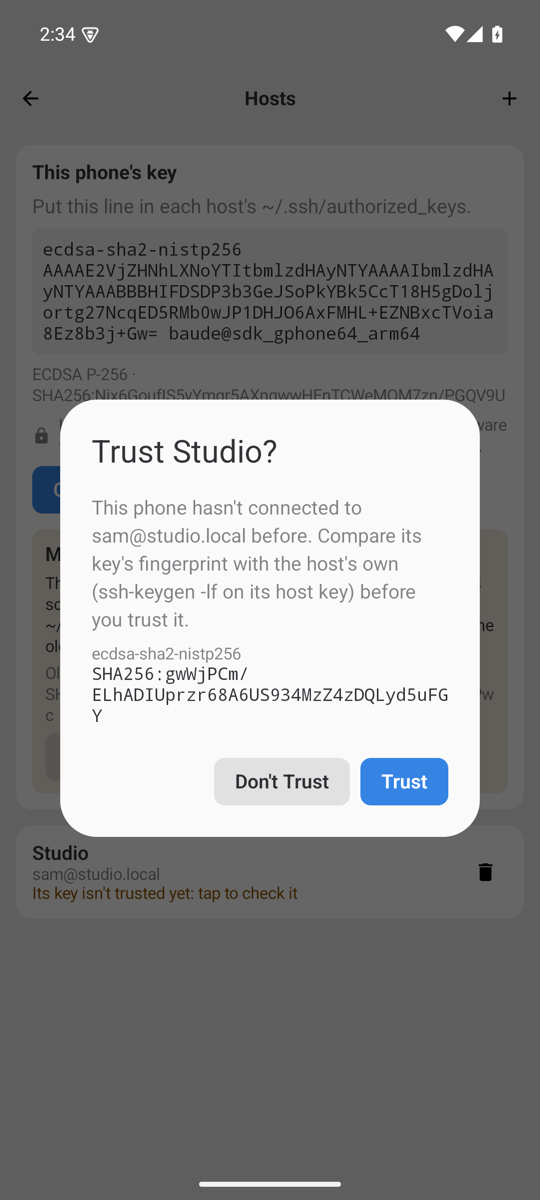 2:34
Hosts
This phone's key
Put this line in each host's ~/.ssh/authorized_keys.
ecdsa-sha2-nistp256
AAAAE2VjZHNhLXNoYTItbmlzdHAyNTYAAAAIbmlzdHA
yNTYAAABBBHIFDSDP3b3GeJSoPkYBk5CcT18H5gDolj
ortg27NcqED5RMb0wJP1DHJO6AxFMHL+EZNBxcTVoia
8Ez8b3j+Gw= baude@sdk_gphone64_arm64
ECDSA P-256 ·
Trust Studio?
This phone hasn't connected to
sam@studio.local before. Compare its
key's fingerprint with the host's own
(ssh-keygen -lf on its host key) before
you trust it.
ecdsa-sha2-nistp256
SHA256:gwWjPCm/
ELhADIUprzr68A6US934MzZ4zDQLyd5uFG
Y
Don't Trust
Trust
Studio
sam@studio.local
Its key isn't trusted yet: tap to check it